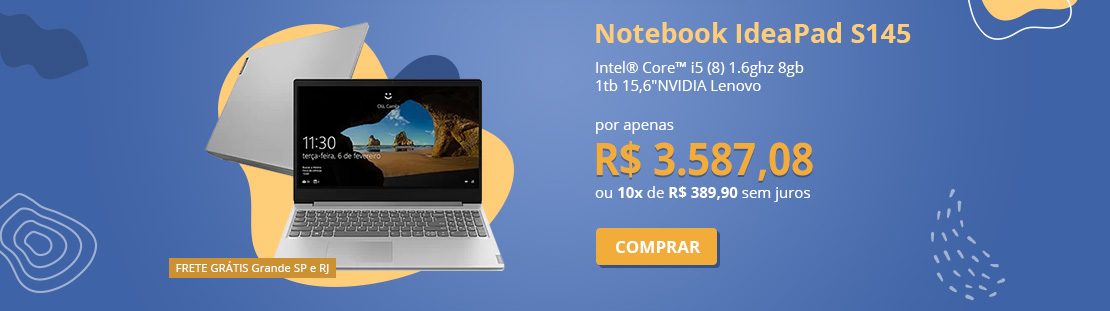 Notebook IdeaPad S145
Intel® Core™ i5 (8) 1.6ghz 8gb
1tb 15,6"NVIDIA Lenovo
por apenas
R$ 3.587,08
ou 10x de R$ 389,90 sem juros
COMPRAR
Olá, Camila
11:30
terça-feira, 6 de fevereiro
FRETE GRÁTIS Grande SP e RJ